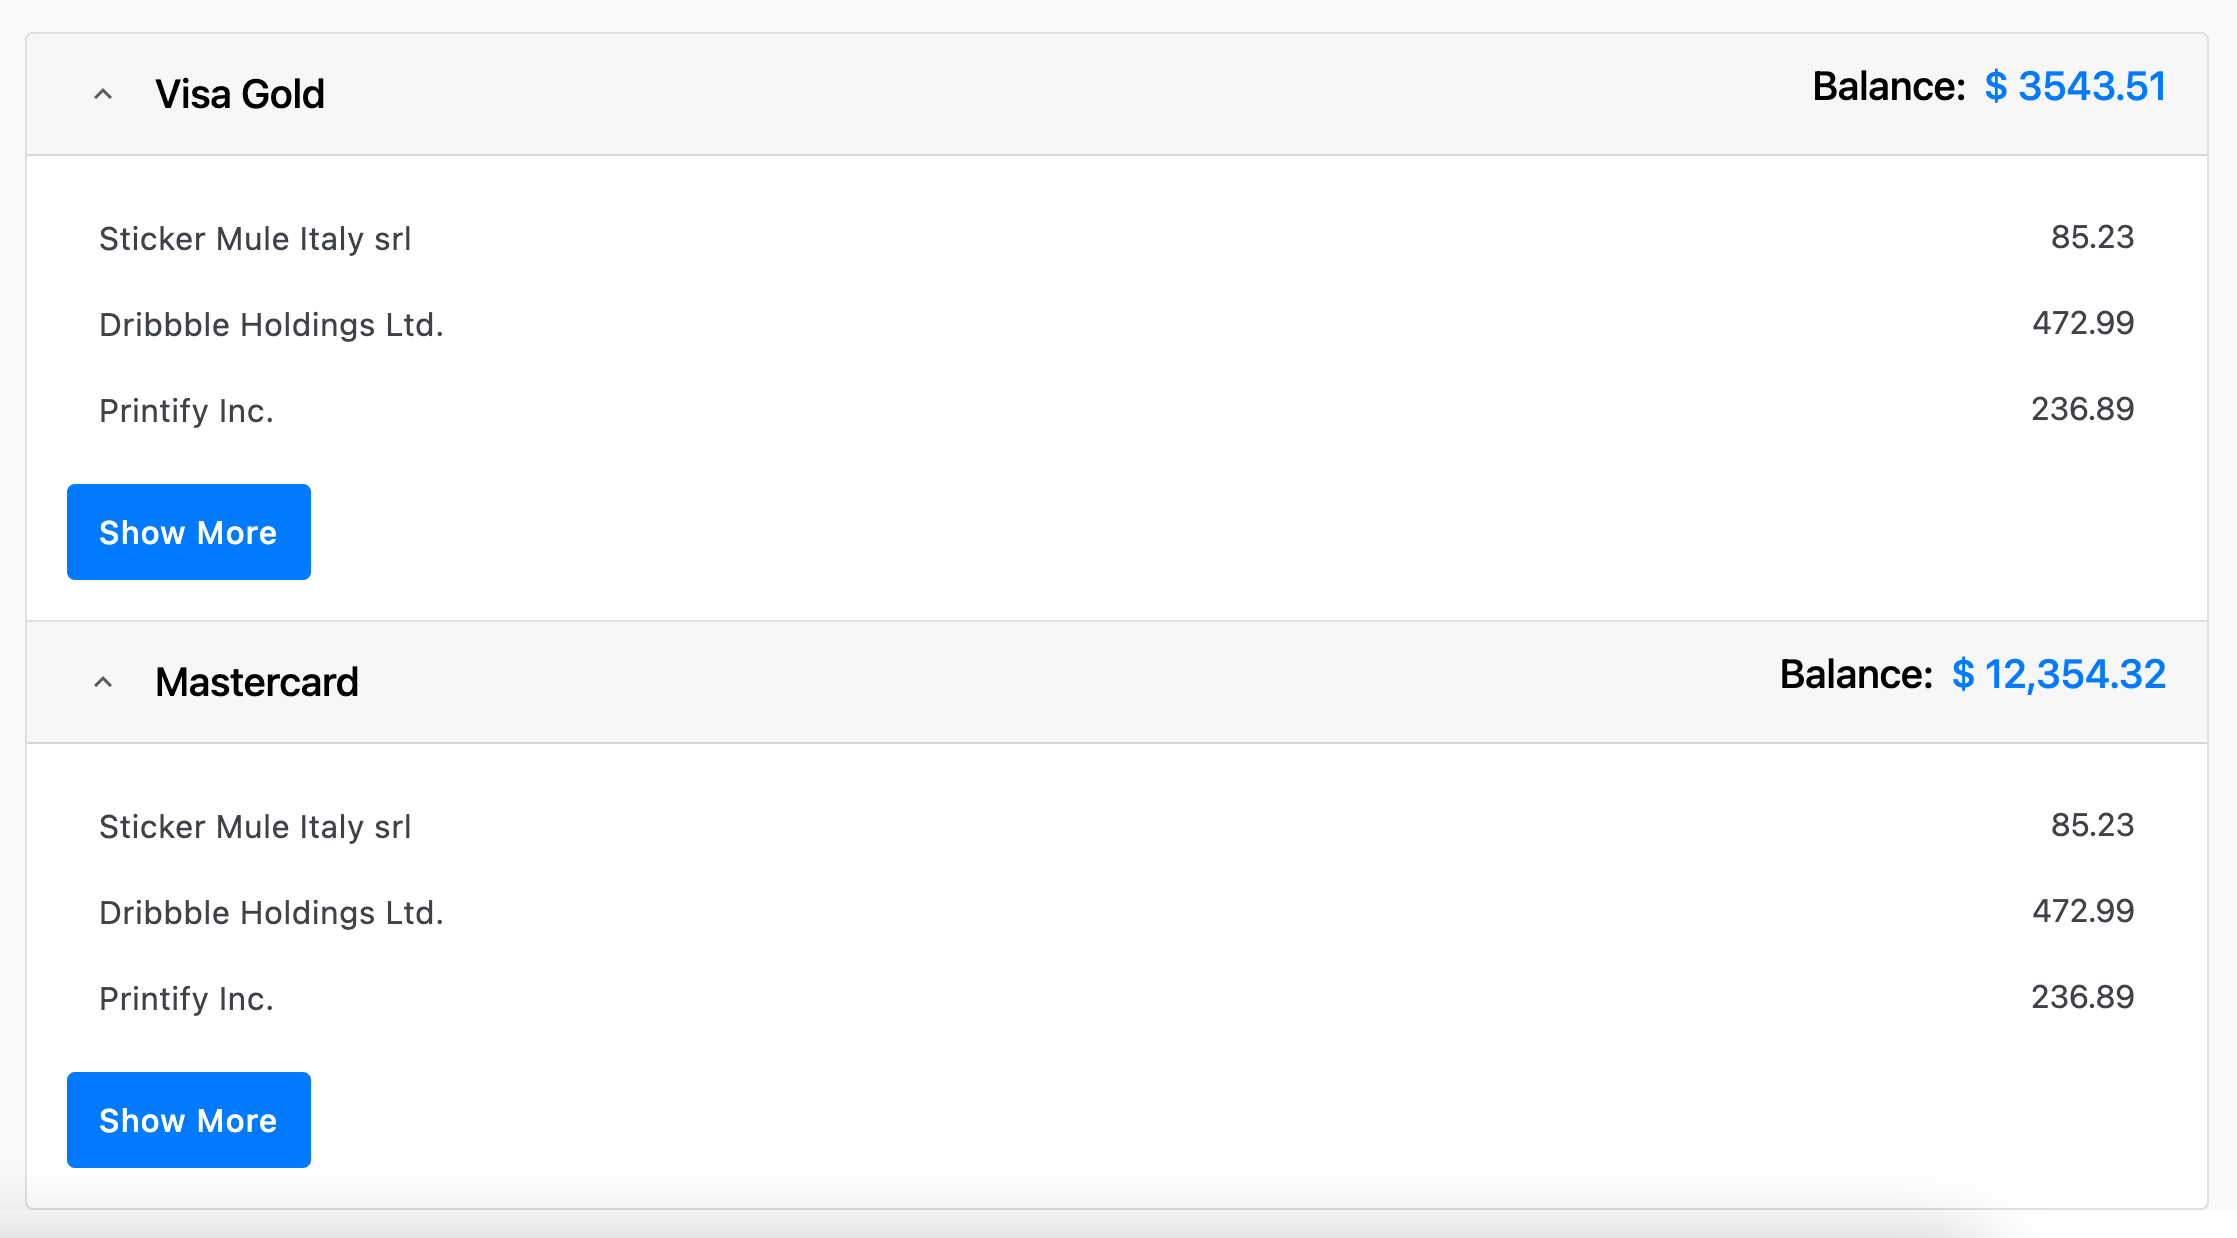 Visa Gold Balance: $ 3543.51
Sticker Mule Italy srl 85.23
Dribbble Holdings Ltd. 472.99
Printify Inc. 236.89
Show More
Mastercard Balance: $ 12,354.32
Sticker Mule Italy srl 85.23
Dribbble Holdings Ltd. 472.99
Printify Inc. 236.89
Show More